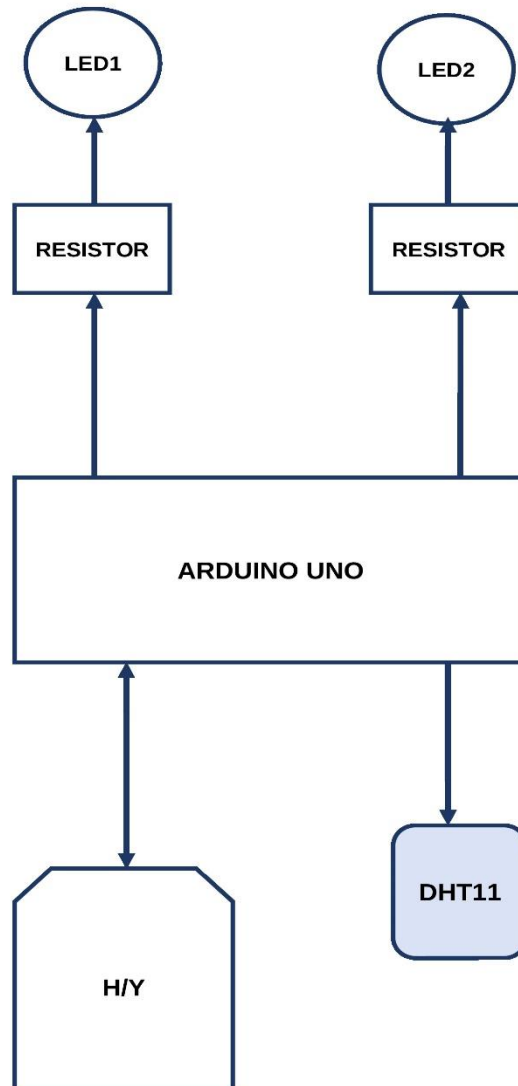 LED1
LED2
RESISTOR
RESISTOR
ARDUINO UNO
DHT11
H/Y